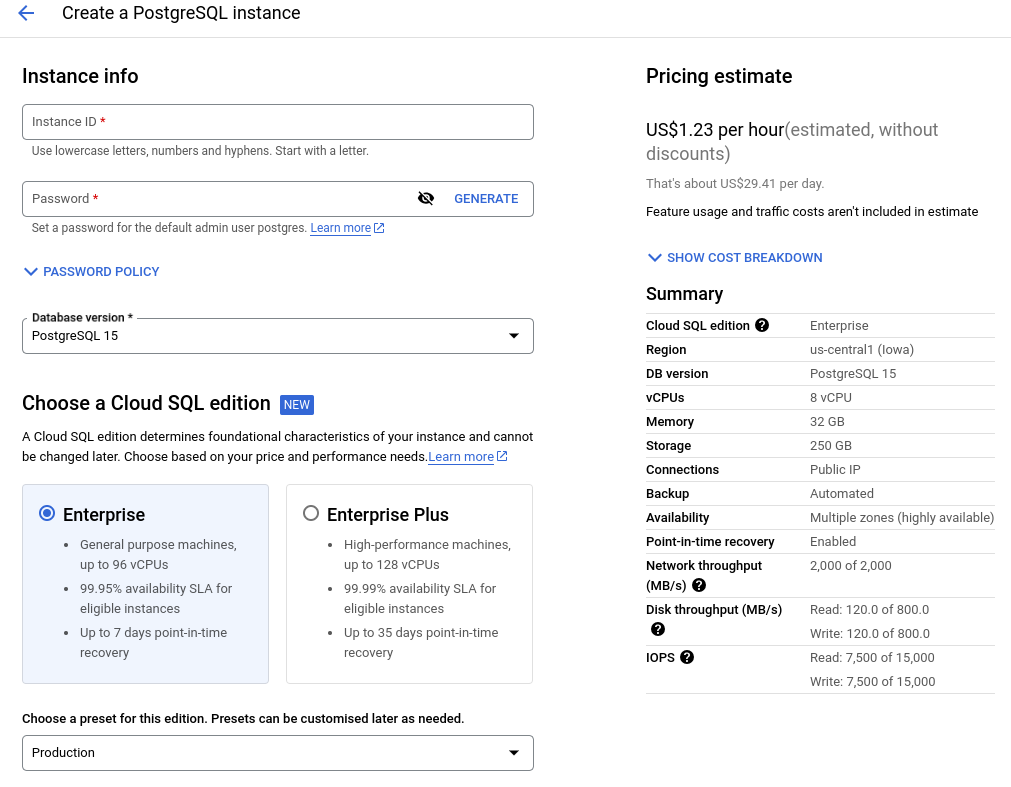 Create a PostgreSQL instance
Instance info
Instance ID *
Use lowercase letters, numbers and hyphens. Start with a letter.
Password *
GENERATE
Set a password for the default admin user postgres. Learn more
PASSWORD POLICY
Database version *
PostgreSQL 15
Choose a Cloud SQL edition NEW
A Cloud SQL edition determines foundational characteristics of your instance and cannot
be changed later. Choose based on your price and performance needs.Learn more
Enterprise
• General purpose machines,
up to 96 vCPUs
• 99.95% availability SLA for
eligible instances
• Up to 7 days point-in-time
recovery
Enterprise Plus
• High-performance machines,
up to 128 vCPUs
• 99.99% availability SLA for
eligible instances
• Up to 35 days point-in-time
recovery
Choose a preset for this edition. Presets can be customised later as needed.
Production
Pricing estimate
US$1.23 per hour(estimated, without
discounts)
That's about US$29.41 per day.
Feature usage and traffic costs aren't included in estimate
SHOW COST BREAKDOWN
Summary
Cloud SQL edition ? Enterprise
Region us-central1 (Iowa)
DB version PostgreSQL 15
vCPUs 8 vCPU
Memory 32 GB
Storage 250 GB
Connections Public IP
Backup Automated
Availability Multiple zones (highly available)
Point-in-time recovery Enabled
Network throughput 2,000 of 2,000
(MB/s) ?
Disk throughput (MB/s) Read: 120.0 of 800.0
? Write: 120.0 of 800.0
IOPS ? Read: 7,500 of 15,000
Write: 7,500 of 15,000